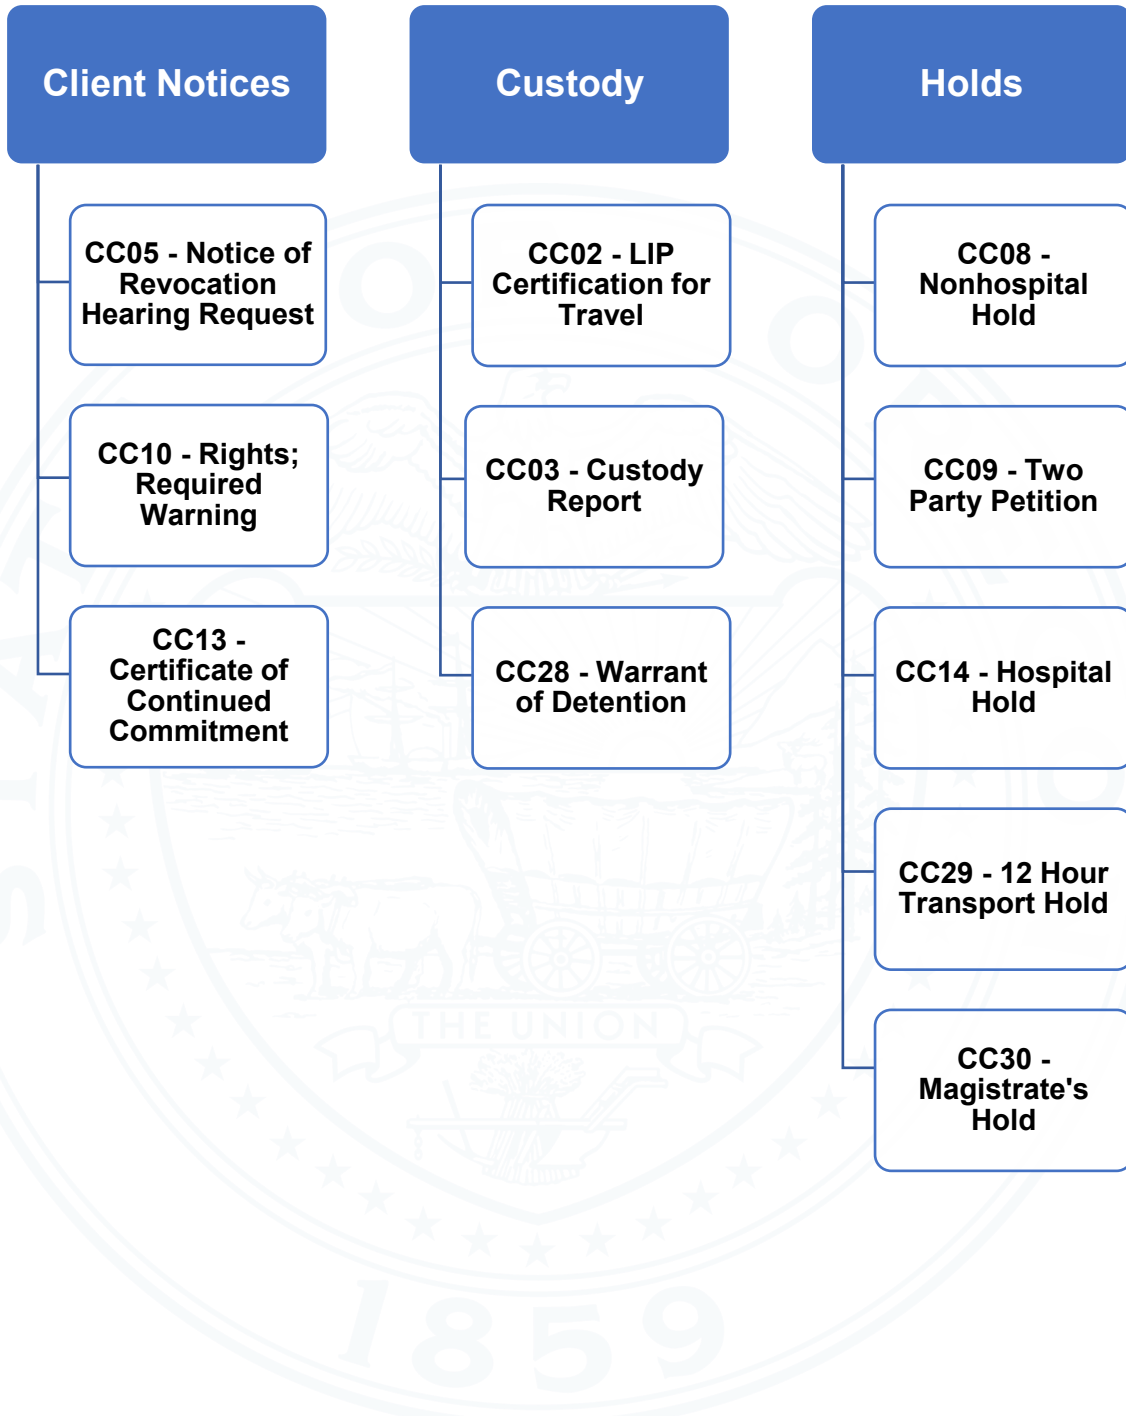 Client Notices
CC05 - Notice of
Revocation
Hearing Request
CC10 - Rights;
Required
Warning
CC13 -
Certificate of
Continued
Commitment
Custody
CC02 - LIP
Certification for
Travel
CC03 - Custody
Report
CC28 - Warrant
of Detention
Holds
CC08 -
Nonhospital
Hold
CC09 - Two
Party Petition
CC14 - Hospital
Hold
CC29 - 12 Hour
Transport Hold
CC30 -
Magistrate's
Hold
THE UNION
1859